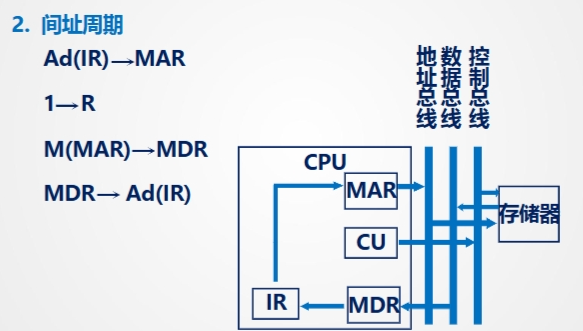 2. 间址周期
Ad(IR)→MAR
1→R
M(MAR)→MDR
MDR→ Ad(IR)
地址总线
数据总线
控制总线
CPU
MAR
存储器
CU
IR
MDR